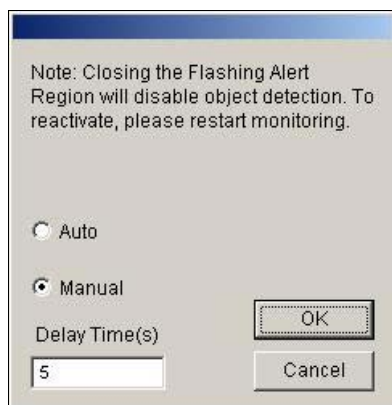 Note: Closing the Flashing Alert
Region will disable object detection. To
reactivate, please restart monitoring.
Auto
Manual
Delay Time(s)
5
OK
Cancel